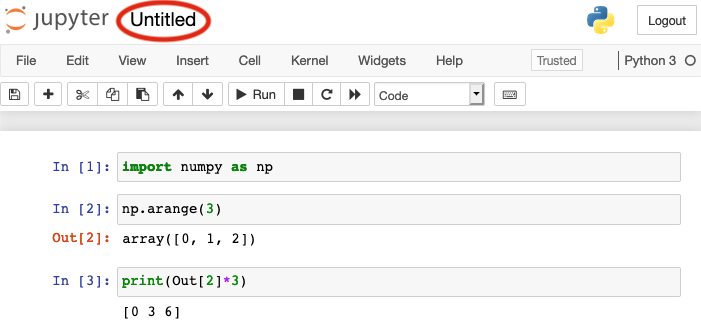 jupyter Untitled Logout
File Edit View Insert Cell Kernel Widgets Help Trusted Python 3
Run Code
In [1]: import numpy as np
In [2]: np.arange(3)
Out[2]: array([0, 1, 2])
In [3]: print(Out[2]*3)
[0 3 6]